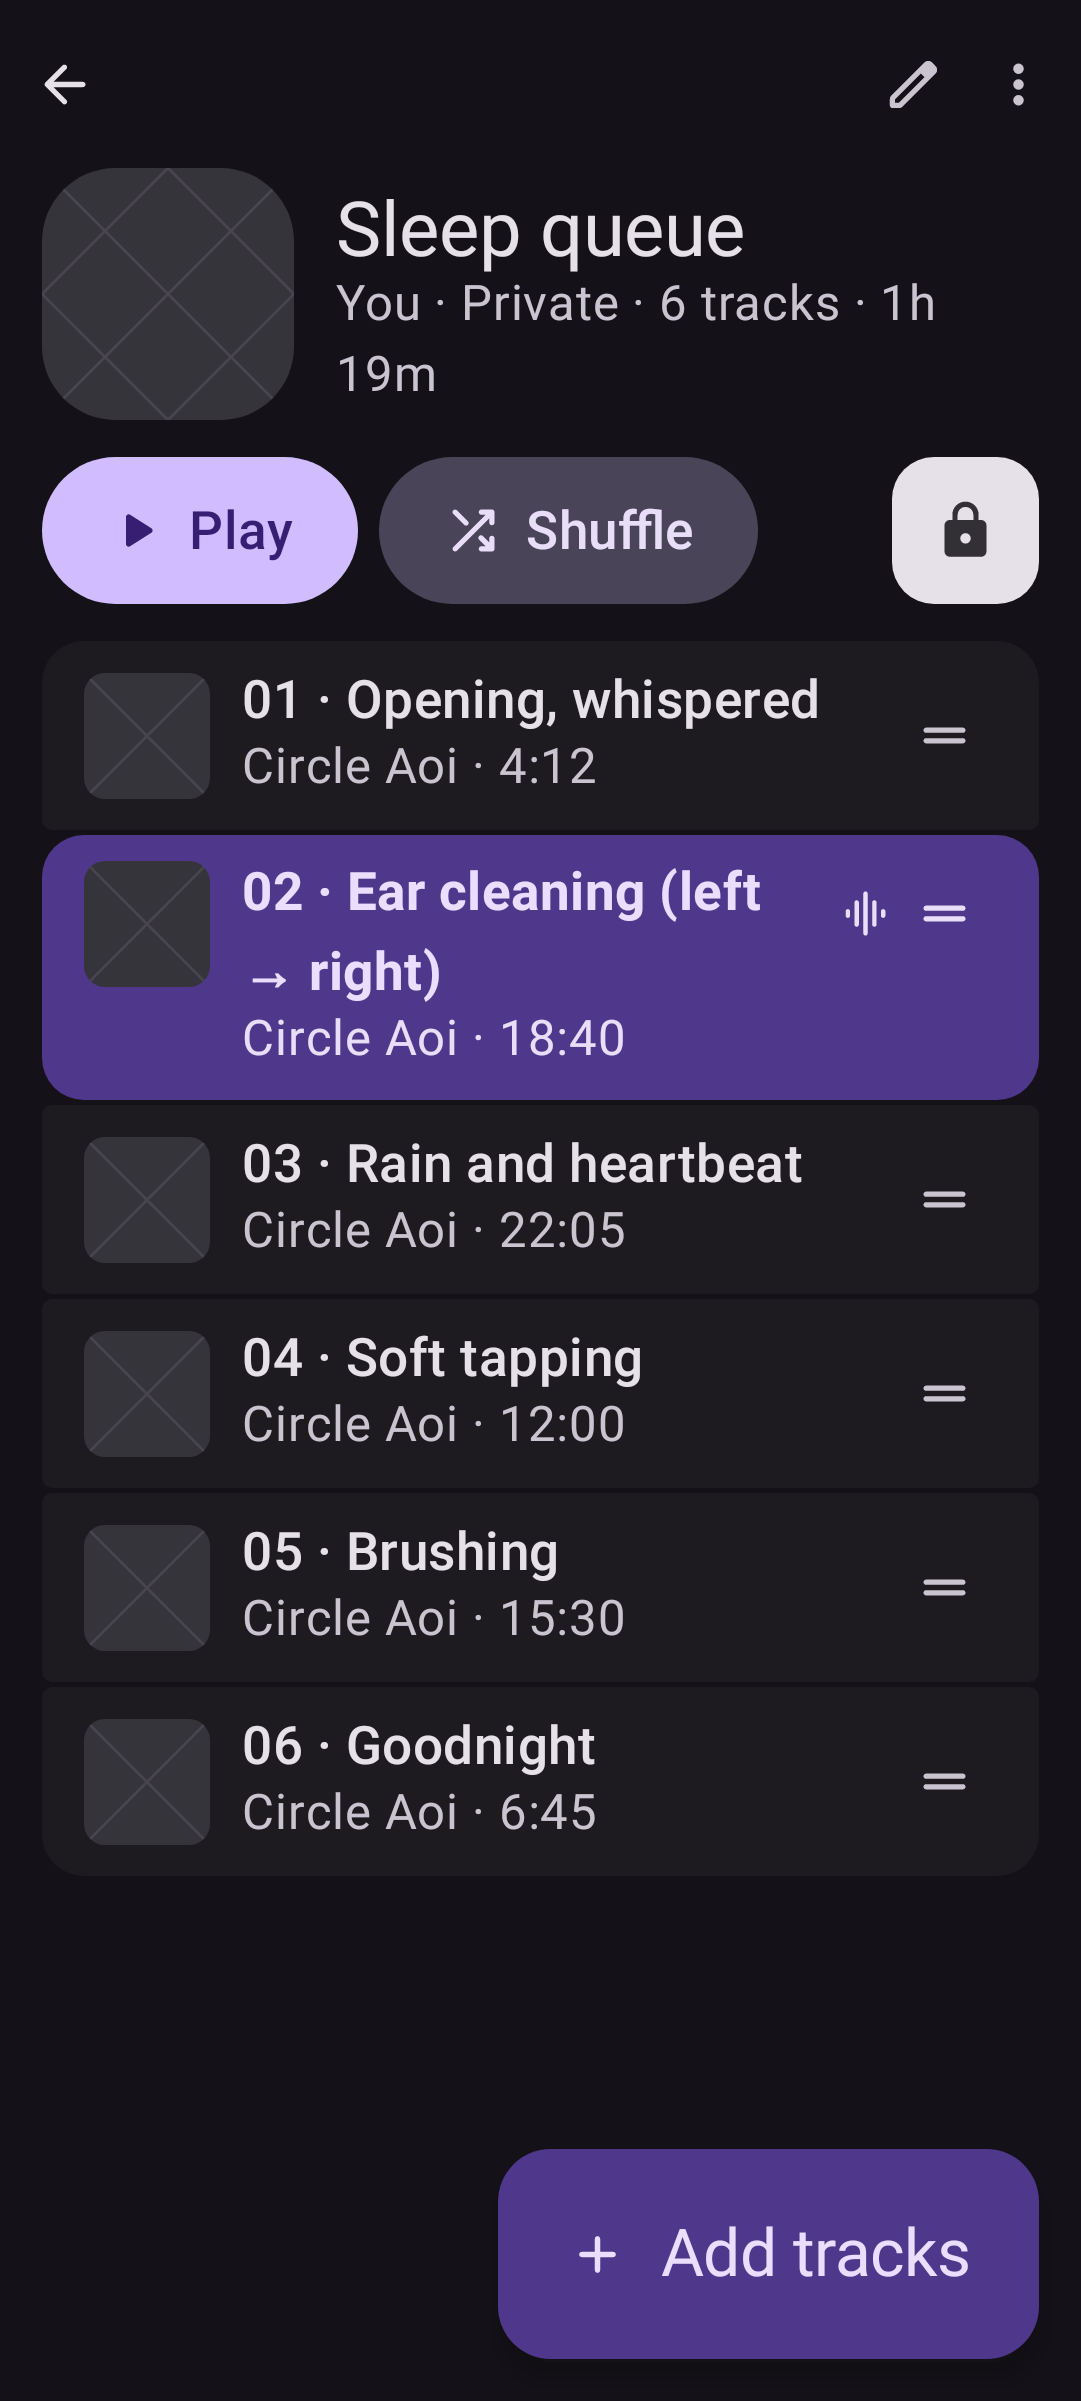 Sleep queue
You · Private · 6 tracks · 1h
19m
Play
Shuffle
01 · Opening, whispered
Circle Aoi · 4:12
02 · Ear cleaning (left
→ right)
Circle Aoi · 18:40
03 · Rain and heartbeat
Circle Aoi · 22:05
04 · Soft tapping
Circle Aoi · 12:00
05 · Brushing
Circle Aoi · 15:30
06 · Goodnight
Circle Aoi · 6:45
Add tracks